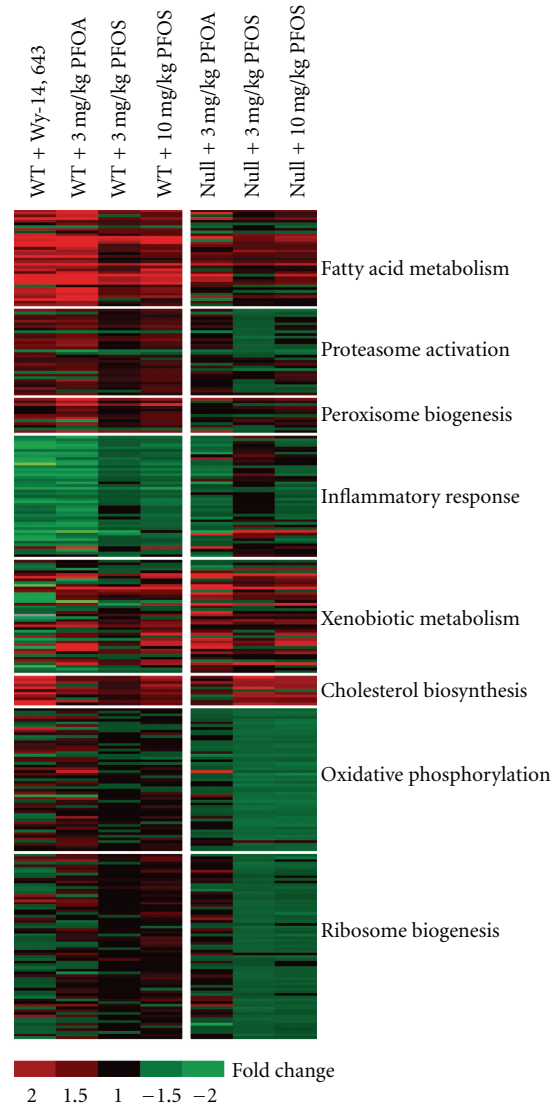 WT + Wy-14, 643
WT + 3 mg/kg PFOA
WT + 3 mg/kg PFOS
WT + 10 mg/kg PFOS
Null + 3 mg/kg PFOA
Null + 3 mg/kg PFOS
Null + 10 mg/kg PFOS
Fatty acid metabolism
Proteasome activation
Peroxisome biogenesis
Inflammatory response
Xenobiotic metabolism
Cholesterol biosynthesis
Oxidative phosphorylation
Ribosome biogenesis
Fold change
2 1.5 1 −1.5 −2